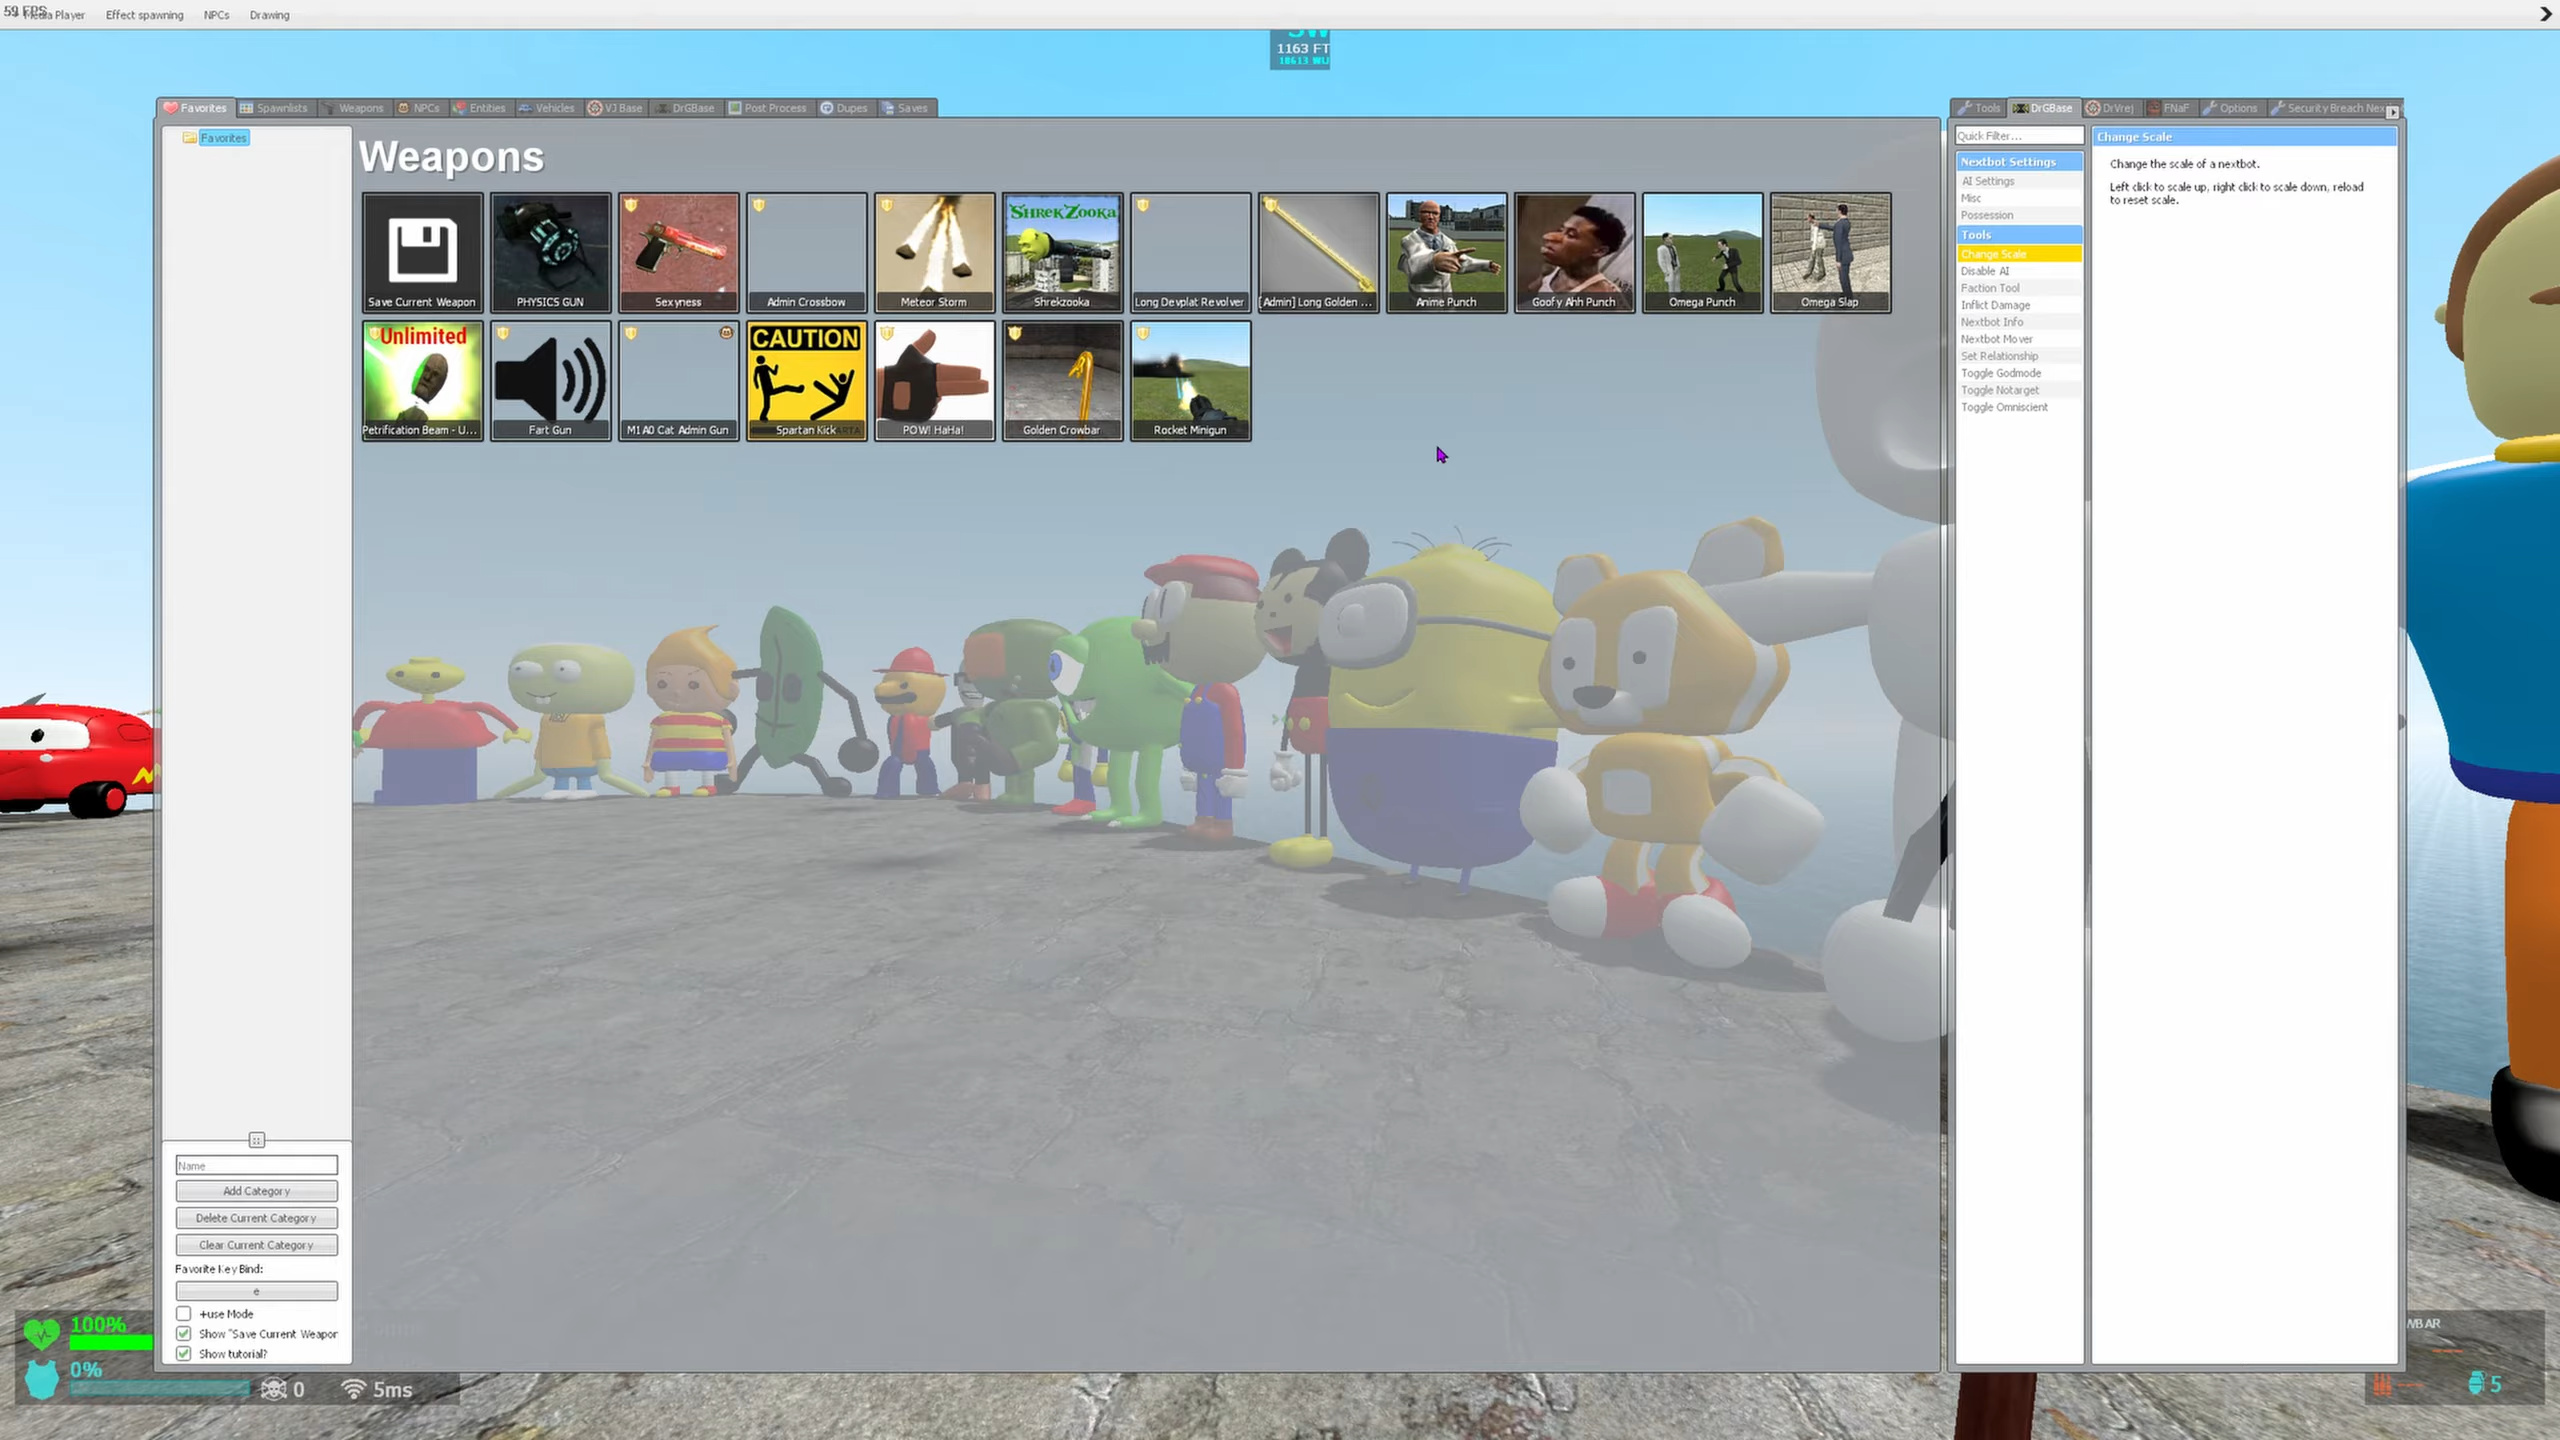 59 FPS
Media Player Effect spawning NPCs Drawing
SW
1163 FT
18613 WU
Favorites Spawnlists Weapons NPCs Entities Vehicles VJ Base DrGBase Post Process Dupes Saves
Tools DrGBase DrVrej FNaF Options Security Breach Nex
Favorites
Weapons
Save Current Weapon
PHYSICS GUN
Sexyness
Admin Crossbow
Meteor Storm
SHREKZOOKA
Shrekzooka
Long Devplat Revolver
[Admin] Long Golden ...
Anime Punch
Goofy Ahh Punch
Omega Punch
Omega Slap
Unlimited
Petrification Beam - U...
Fart Gun
M1A0 Cat Admin Gun
CAUTION
Spartan Kick
POW! HaHa!
Golden Crowbar
Rocket Minigun
Name
Add Category
Delete Current Category
Clear Current Category
Favorite Key Bind:
e
+use Mode
Show "Save Current Weapor
Show tutorial?
Quick Filter...
Nextbot Settings
AI Settings
Misc
Possession
Tools
Change Scale
Disable AI
Faction Tool
Inflict Damage
Nextbot Info
Nextbot Mover
Set Relationship
Toggle Godmode
Toggle Notarget
Toggle Omniscient
Change Scale
Change the scale of a nextbot.
Left click to scale up, right click to scale down, reload
to reset scale.
100%
0%
0
5ms
WBAR
5